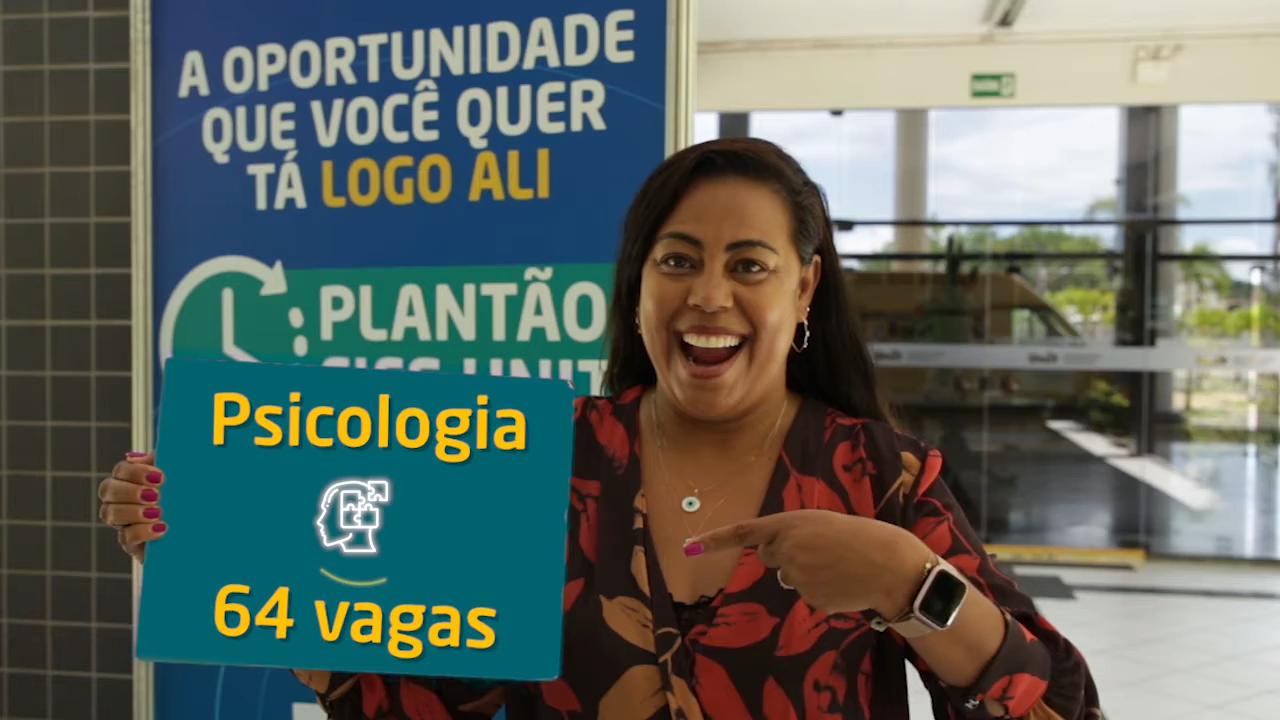 A OPORTUNIDADE
QUE VOCÊ QUER
TÁ LOGO ALI
PLANTÃO
Psicologia
64 vagas